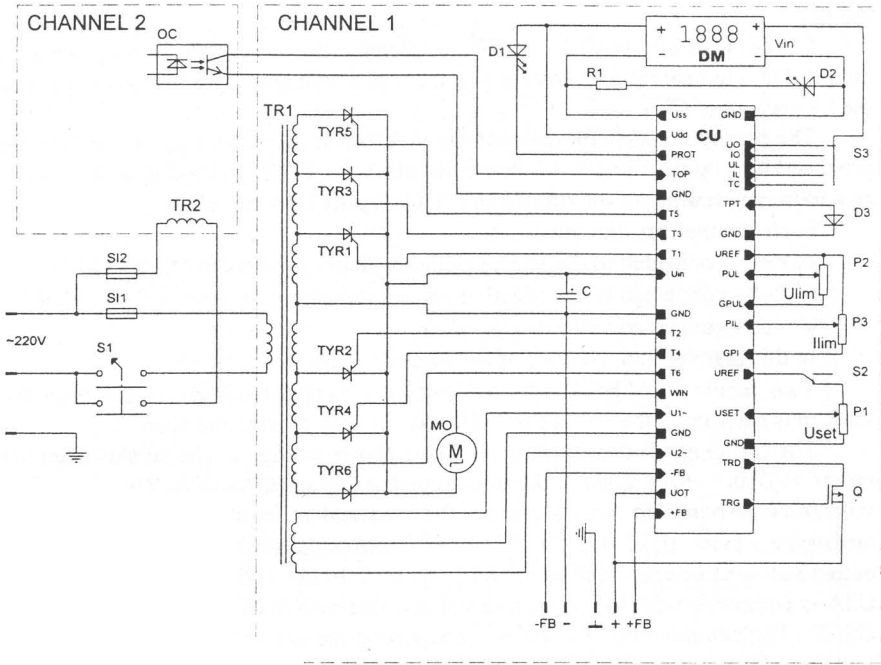 CHANNEL 2
CHANNEL 1
OC
D1
+ 1888 +
Vin
− DM −
R1
D2
TR1
TYR5
TYR3
TYR1
TYR2
TYR4
TYR6
TR2
SI2
SI1
~220V
S1
C
MO
M
CU
Uss
Udd
PROT
TOP
GND
T5
T3
T1
Uin
GND
T2
T4
T6
WIN
U1~
GND
U2~
-FB
UOT
+FB
GND
UO
IO
UL
IL
TC
TPT
GND
UREF
PUL
GPUL
PIL
GPI
UREF
USET
GND
TRD
TRG
S3
D3
P2
Ulim
P3
Ilim
S2
P1
Uset
Q
-FB − ⊥ + +FB